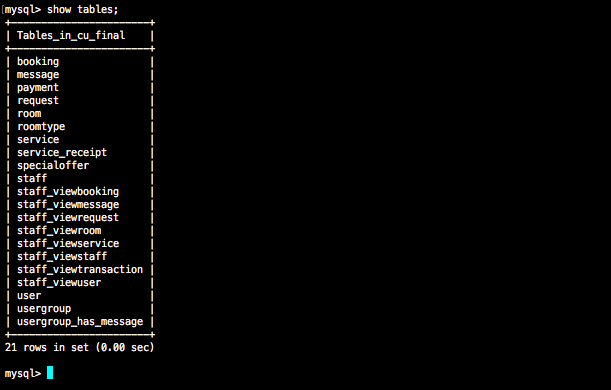 mysql> show tables;
+-----------------------+
| Tables_in_cu_final    |
+-----------------------+
| booking               |
| message               |
| payment               |
| request               |
| room                  |
| roomtype              |
| service               |
| service_receipt       |
| specialoffer          |
| staff                 |
| staff_viewbooking     |
| staff_viewmessage     |
| staff_viewrequest     |
| staff_viewroom        |
| staff_viewservice     |
| staff_viewstaff       |
| staff_viewtransaction |
| staff_viewuser        |
| user                  |
| usergroup             |
| usergroup_has_message |
+-----------------------+
21 rows in set (0.00 sec)
mysql>